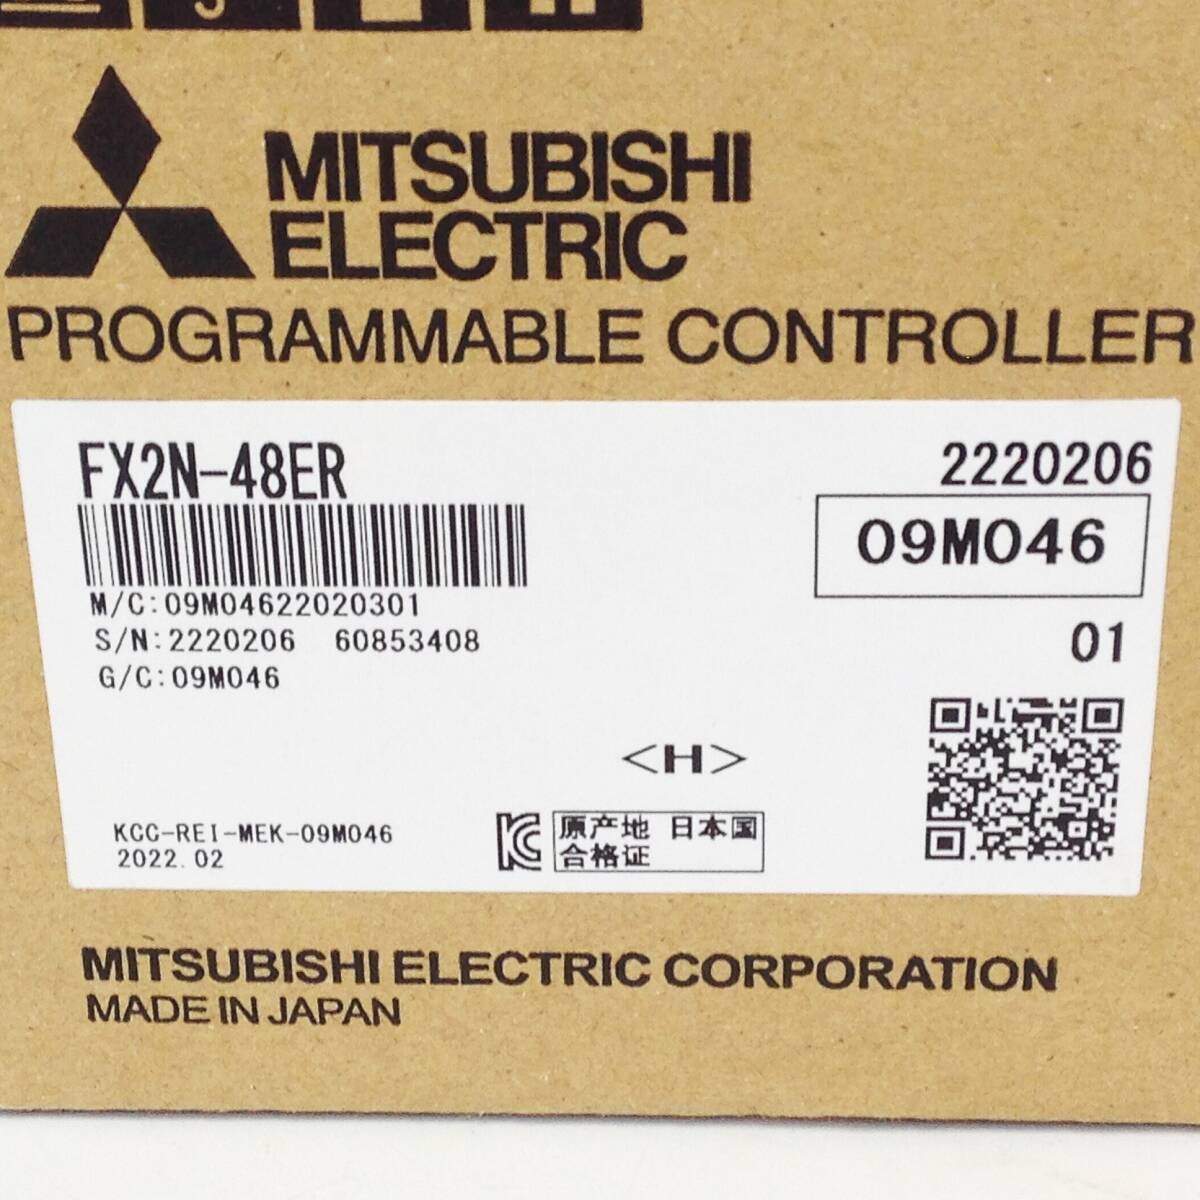 MITSUBISHI
ELECTRIC
PROGRAMMABLE CONTROLLER
FX2N-48ER
2220206
09M046
M/C:09M04622020301
S/N:2220206 60853408
01
G/C:09M046
<H>
KCC-REI-MEK-09M046
2022.02
原产地 日本国
合格证
MITSUBISHI ELECTRIC CORPORATION
MADE IN JAPAN